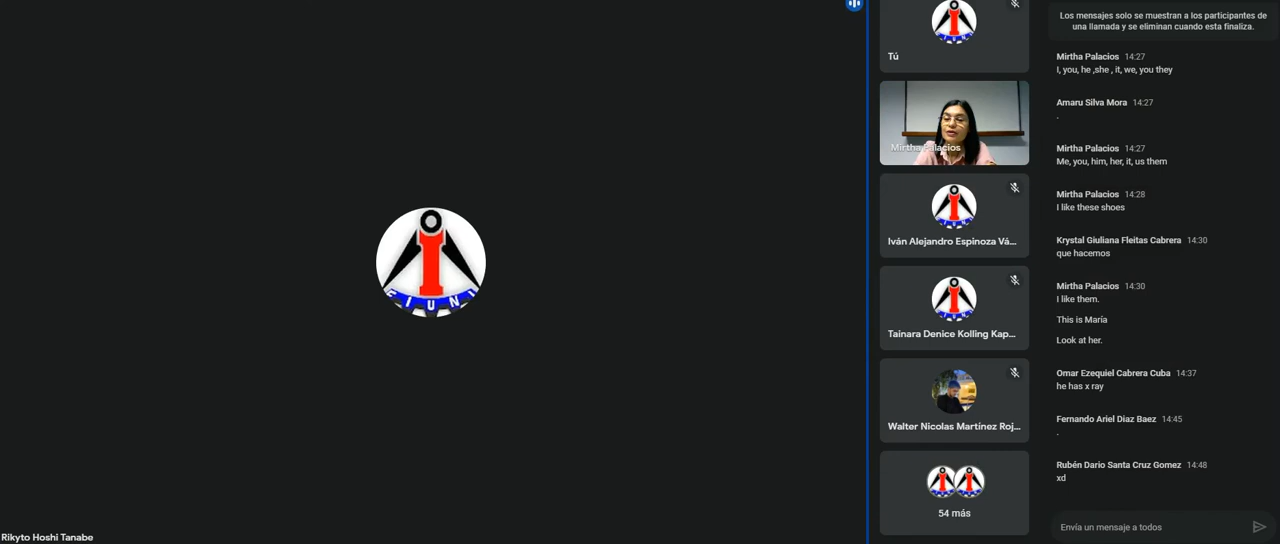 EIUNI
Rikyto Hoshi Tanabe
Tú
Mirtha Palacios
Iván Alejandro Espinoza Vá...
Tainara Denice Kolling Kap...
Walter Nicolas Martínez Roj...
54 más
Los mensajes solo se muestran a los participantes de
una llamada y se eliminan cuando esta finaliza.
Mirtha Palacios 14:27
I, you, he ,she , it, we, you they
Amaru Silva Mora 14:27
.
Mirtha Palacios 14:27
Me, you, him, her, it, us them
Mirtha Palacios 14:28
I like these shoes
Krystal Giuliana Fleitas Cabrera 14:30
que hacemos
Mirtha Palacios 14:30
I like them.
This is María
Look at her.
Omar Ezequiel Cabrera Cuba 14:37
he has x ray
Fernando Ariel Diaz Baez 14:45
.
Rubén Dario Santa Cruz Gomez 14:48
xd
Envía un mensaje a todos